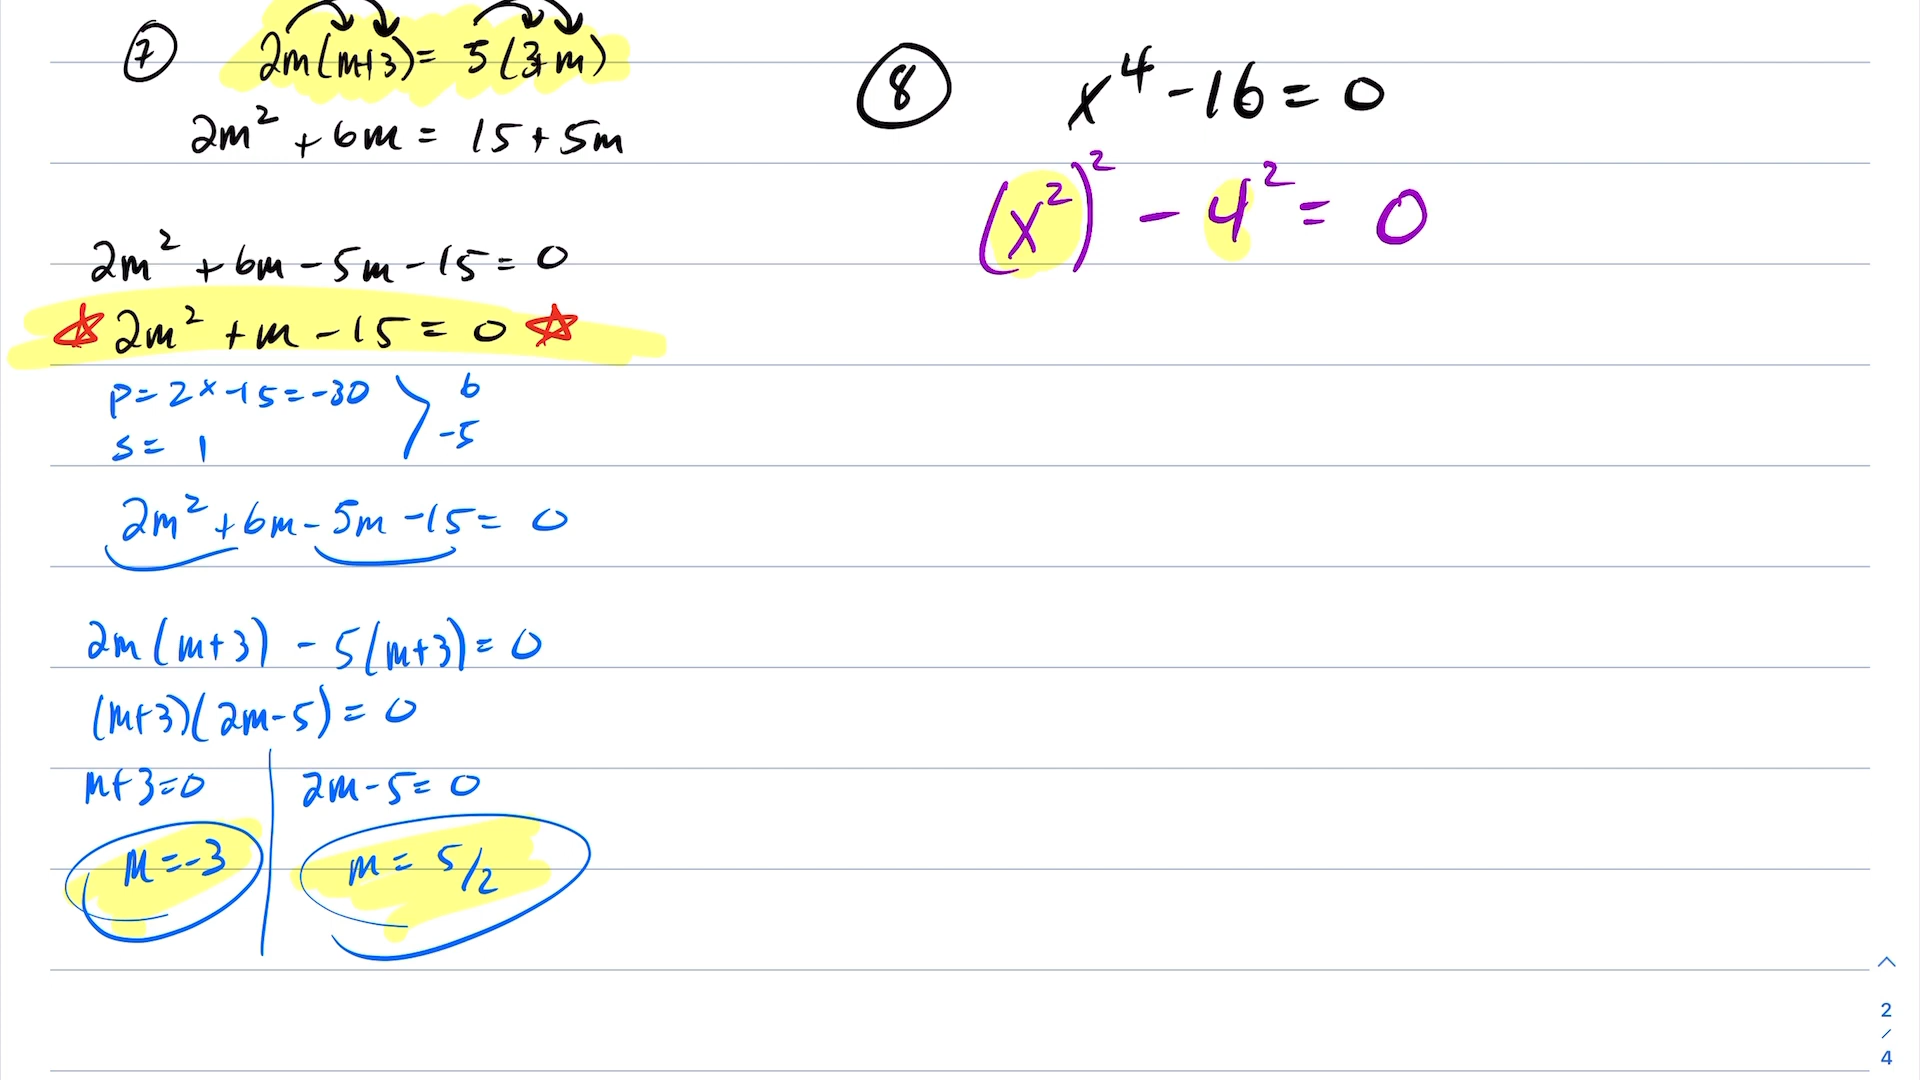 ⑦ 2m(m+3) = 5(3+m)
2m² + 6m = 15 + 5m
2m² + 6m - 5m - 15 = 0
☆ 2m² + m - 15 = 0 ☆
P = 2 × -15 = -30 6
S = 1 -5
2m² + 6m - 5m - 15 = 0
2m(m+3) - 5(m+3) = 0
(m+3)(2m-5) = 0
m+3=0 2m-5=0
m=-3 m = 5/2
⑧ x⁴ - 16 = 0
(x²)² - 4² = 0
2
/
4